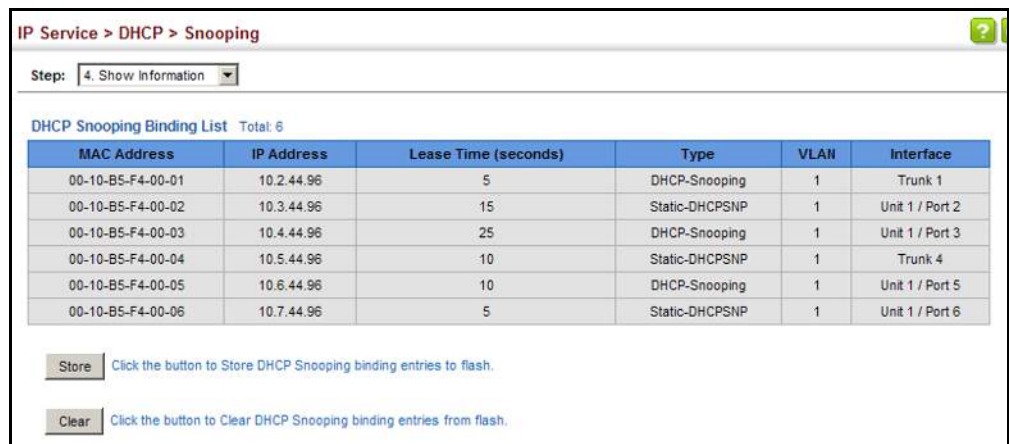 IP Service > DHCP > Snooping
?
Step: 4. Show Information
DHCP Snooping Binding List Total: 6
MAC Address IP Address Lease Time (seconds) Type VLAN Interface
00-10-B5-F4-00-01 10.2.44.96 5 DHCP-Snooping 1 Trunk 1
00-10-B5-F4-00-02 10.3.44.96 15 Static-DHCPSNP 1 Unit 1 / Port 2
00-10-B5-F4-00-03 10.4.44.96 25 DHCP-Snooping 1 Unit 1 / Port 3
00-10-B5-F4-00-04 10.5.44.96 10 Static-DHCPSNP 1 Trunk 4
00-10-B5-F4-00-05 10.6.44.96 10 DHCP-Snooping 1 Unit 1 / Port 5
00-10-B5-F4-00-06 10.7.44.96 5 Static-DHCPSNP 1 Unit 1 / Port 6
Store Click the button to Store DHCP Snooping binding entries to flash.
Clear Click the button to Clear DHCP Snooping binding entries from flash.